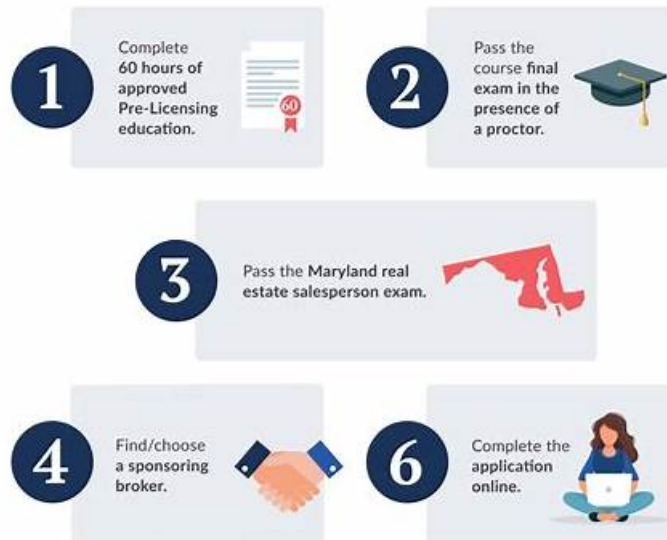 1
Complete
60 hours of
approved
Pre-Licensing
education.
60
2
Pass the
course final
exam in the
presence of
a proctor.
3
Pass the Maryland real
estate salesperson exam.
4
Find/choose
a sponsoring
broker.
6
Complete the
application
online.